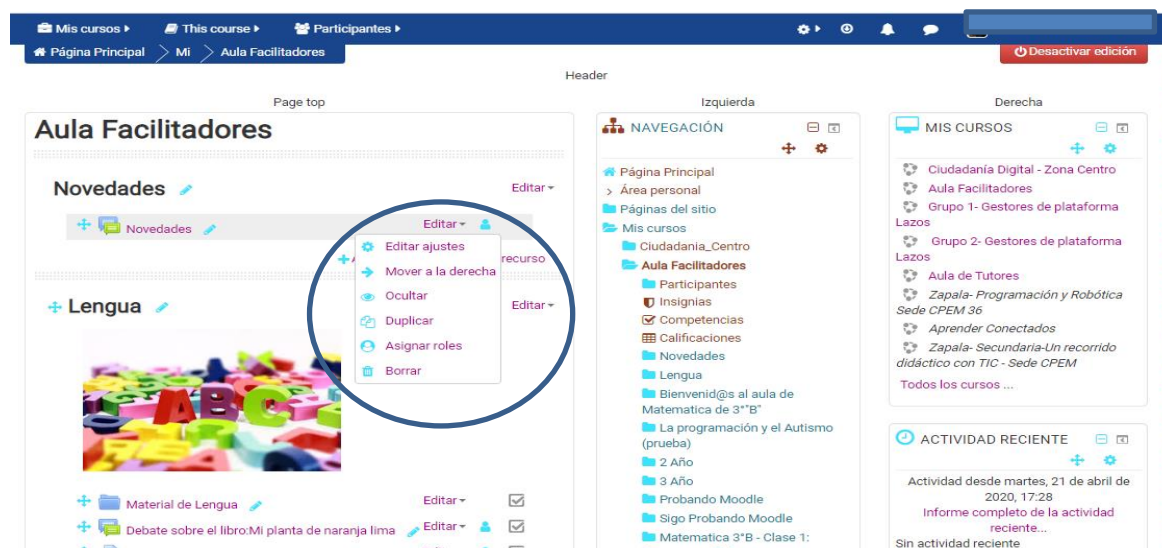 Mis cursos
This course
Participantes
Página Principal
Mi
Aula Facilitadores
Desactivar edición
Header
Page top
Izquierda
Derecha
Aula Facilitadores
Novedades
Editar
Novedades
Editar
Editar ajustes
Mover a la derecha
Ocultar
Duplicar
Asignar roles
Borrar
recurso
Lengua
Editar
ABC
Material de Lengua
Editar
Debate sobre el libro:Mi planta de naranja lima
Editar
NAVEGACIÓN
Página Principal
Área personal
Páginas del sitio
Mis cursos
Ciudadania_Centro
Aula Facilitadores
Participantes
Insignias
Competencias
Calificaciones
Novedades
Lengua
Bienvenid@s al aula de
Matematica de 3°"B"
La programación y el Autismo
(prueba)
2 Año
3 Año
Probando Moodle
Sigo Probando Moodle
Matematica 3°B - Clase 1:
MIS CURSOS
Ciudadanía Digital - Zona Centro
Aula Facilitadores
Grupo 1- Gestores de plataforma
Lazos
Grupo 2- Gestores de plataforma
Lazos
Aula de Tutores
Zapala- Programación y Robótica
Sede CPEM 36
Aprender Conectados
Zapala- Secundaria-Un recorrido
didáctico con TIC - Sede CPEM
Todos los cursos ...
ACTIVIDAD RECIENTE
Actividad desde martes, 21 de abril de
2020, 17:28
Informe completo de la actividad
reciente...
Sin actividad reciente